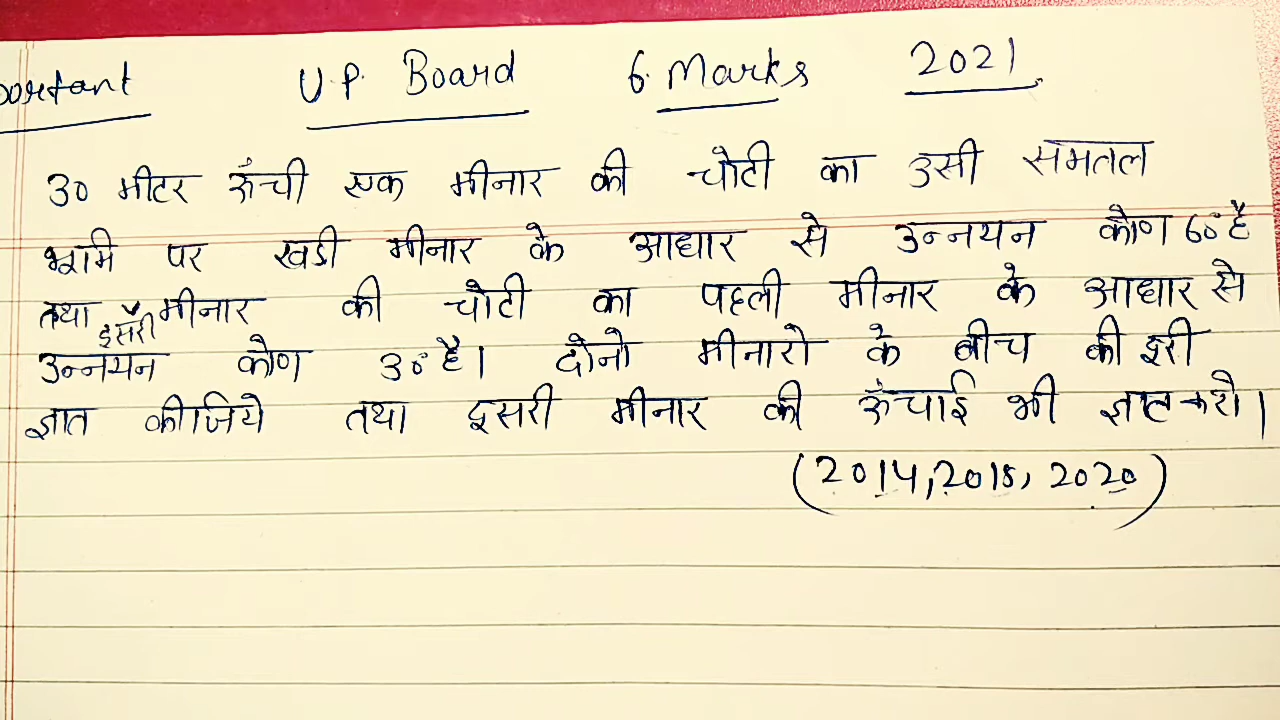 U.P. Board 6 Marks 2021
30 मीटर ऊँची एक मीनार की चोटी का उसी समतल
भूमि पर खडी मीनार के आधार से उन्नयन कोण 60° है
तथा दूसरी मीनार की चोटी का पहली मीनार के आधार से
उन्नयन कोण 30° है। दोनो मीनारो के बीच की दूरी
ज्ञात कीजिये तथा दूसरी मीनार की ऊँचाई भी ज्ञात करो।
(2014, 2018, 2020)